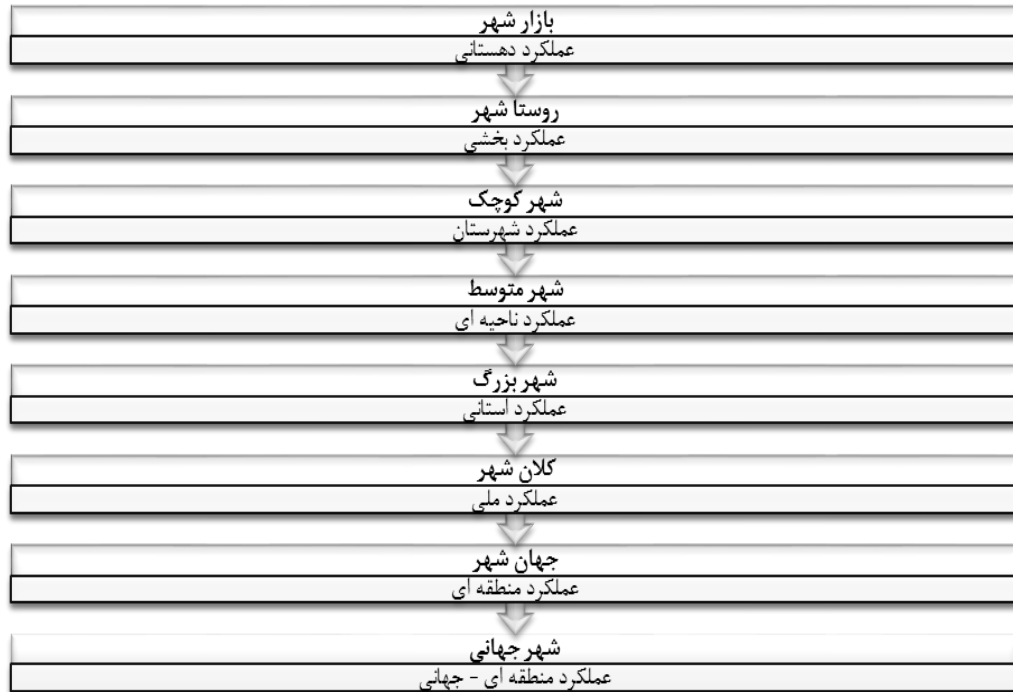 بازار شهر
عملکرد دهستانی
روستا شهر
عملکرد بخشی
شهر کوچک
عملکرد شهرستان
شهر متوسط
عملکرد ناحیه ای
شهر بزرگ
عملکرد استانی
کلان شهر
عملکرد ملی
جهان شهر
عملکرد منطقه ای
شهر جهانی
عملکرد منطقه ای - جهانی